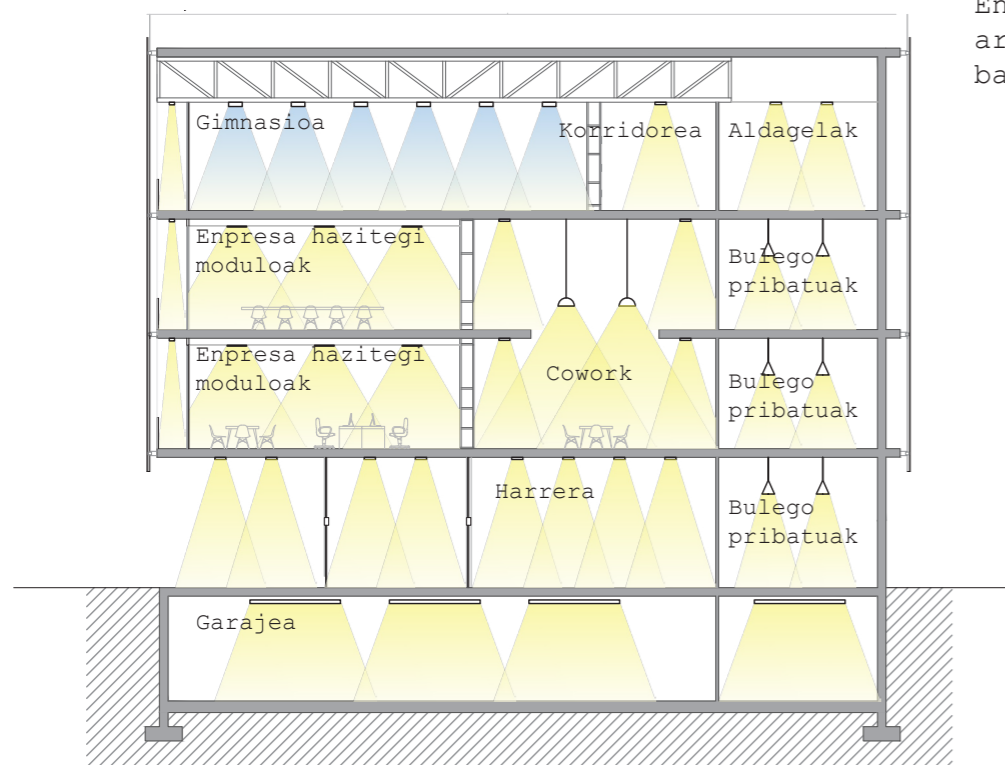 Gimnasioa
Korridorea
Aldagelak
Enpresa hazitegi
moduloak
Bulego
pribatuak
Enpresa hazitegi
moduloak
Cowork
Bulego
pribatuak
Harrera
Bulego
pribatuak
Garajea